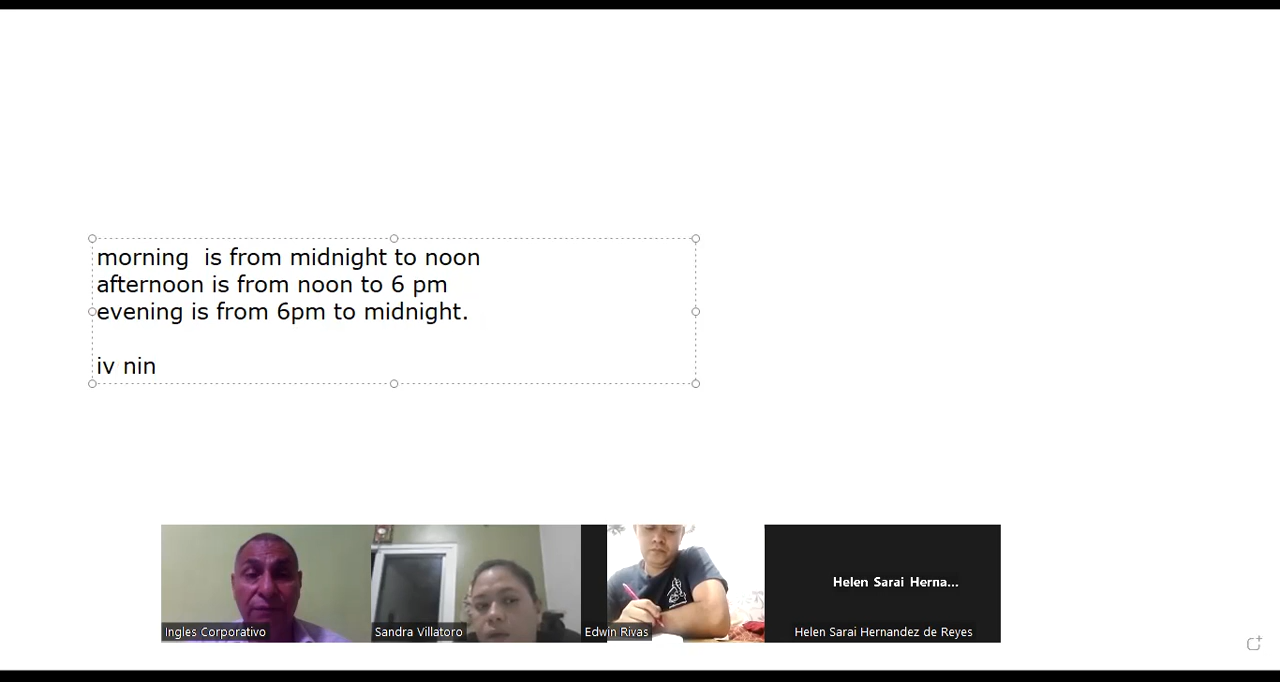 morning  is from midnight to noon
afternoon is from noon to 6 pm
evening is from 6pm to midnight.
iv nin
Helen Sarai Herna...
Ingles Corporativo
Sandra Villatoro
Edwin Rivas
Helen Sarai Hernandez de Reyes